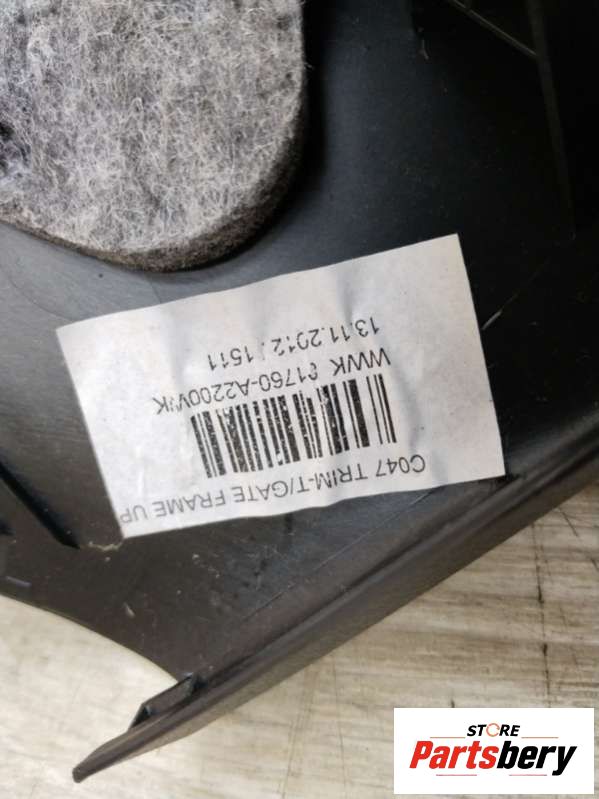 C047 TRIM-T/GATE FRAME UP
WWK 81760-A2200WK
13.11.2012 / 1511
STORE
Partsbery